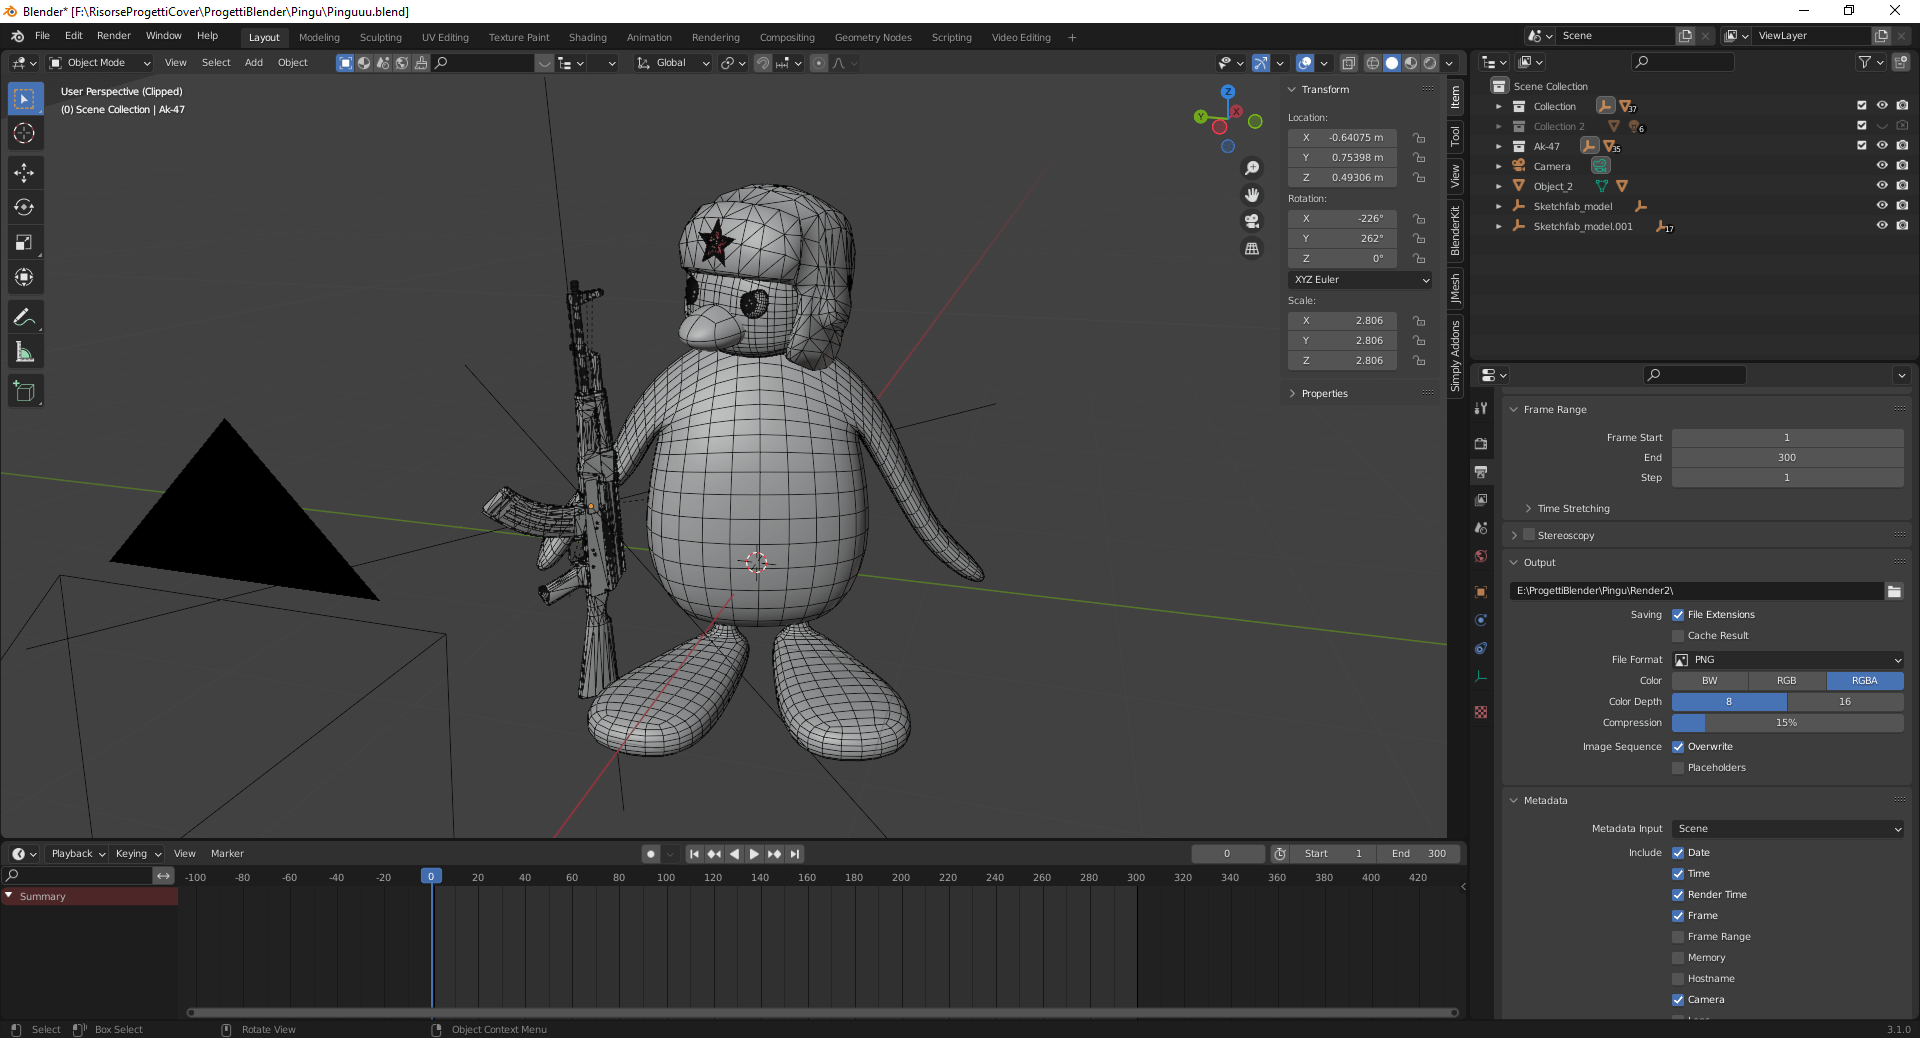 Blender* [F:\RisorseProgettiCover\ProgettiBlender\Pingu\Pinguuu.blend]
File Edit Render Window Help Layout Modeling Sculpting UV Editing Texture Paint Shading Animation Rendering Compositing Geometry Nodes Scripting Video Editing + Scene ViewLayer
Object Mode View Select Add Object Global
User Perspective (Clipped)
(0) Scene Collection | Ak-47
Z
X
Y
Transform
Location:
X -0.64075 m
Y 0.75398 m
Z 0.49306 m
Rotation:
X -226°
Y 262°
Z 0°
XYZ Euler
Scale:
X 2.806
Y 2.806
Z 2.806
Properties
Item
Tool
View
BlenderKit
JMesh
Simply Addons
Scene Collection
Collection 37
Collection 2 6
Ak-47 35
Camera
Object_2
Sketchfab_model
Sketchfab_model.001 17
Frame Range
Frame Start 1
End 300
Step 1
Time Stretching
Stereoscopy
Output
E:\ProgettiBlender\Pingu\Render2\
Saving File Extensions
Cache Result
File Format PNG
Color BW RGB RGBA
Color Depth 8 16
Compression 15%
Image Sequence Overwrite
Placeholders
Metadata
Metadata Input Scene
Include Date
Time
Render Time
Frame
Frame Range
Memory
Hostname
Camera
Playback Keying View Marker 0 Start 1 End 300
-100 -80 -60 -40 -20 0 20 40 60 80 100 120 140 160 180 200 220 240 260 280 300 320 340 360 380 400 420
Summary
Select Box Select Rotate View Object Context Menu 3.1.0